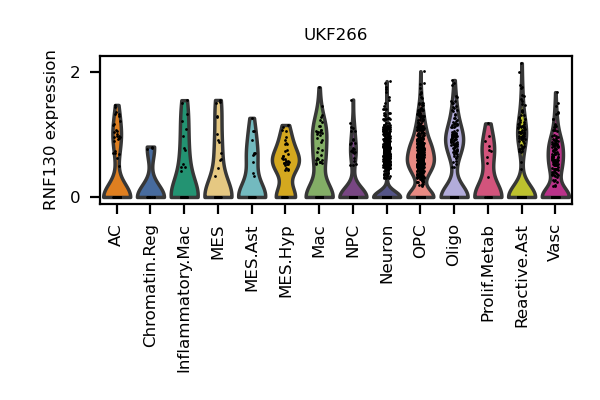 UKF266
RNF130 expression
2
0
AC
Chromatin.Reg
Inflammatory.Mac
MES
MES.Ast
MES.Hyp
Mac
NPC
Neuron
OPC
Oligo
Prolif.Metab
Reactive.Ast
Vasc